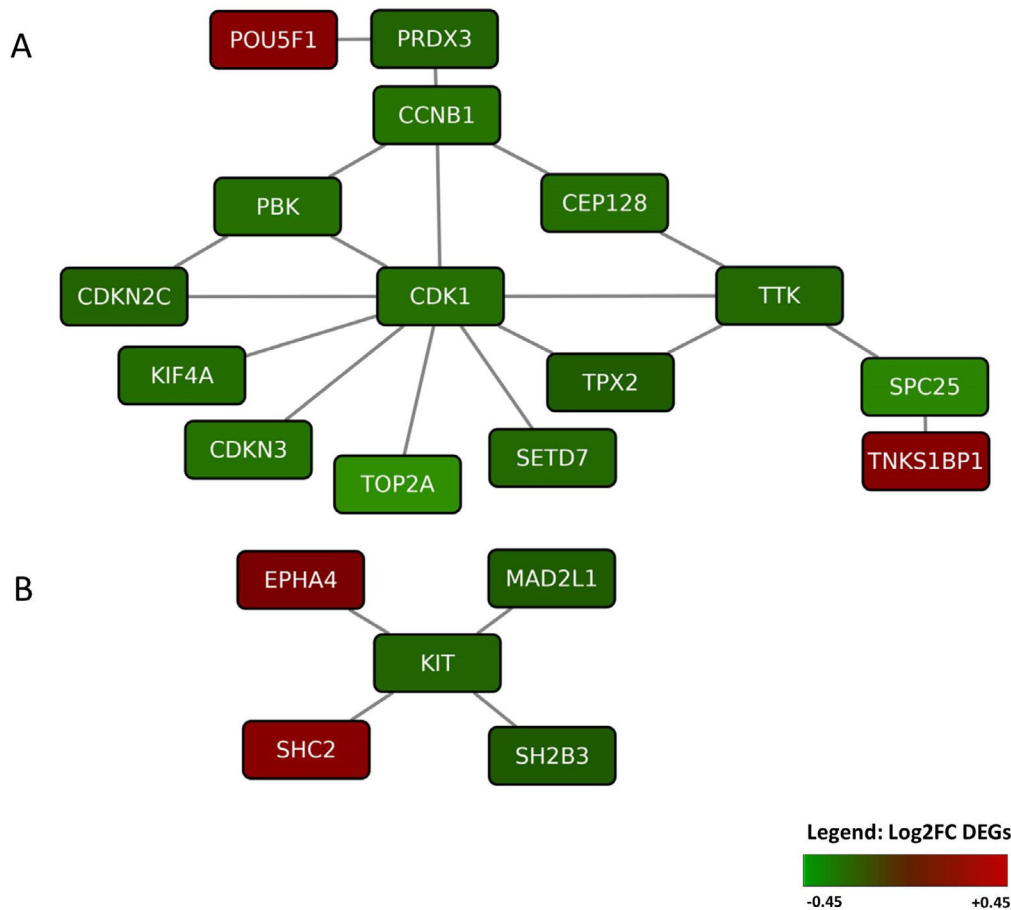 A
POU5F1
PRDX3
CCNB1
PBK
CEP128
CDKN2C
CDK1
TTK
KIF4A
TPX2
SPC25
CDKN3
SETD7
TNKS1BP1
TOP2A
B
EPHA4
MAD2L1
KIT
SHC2
SH2B3
Legend: Log2FC DEGs
-0.45
+0.45